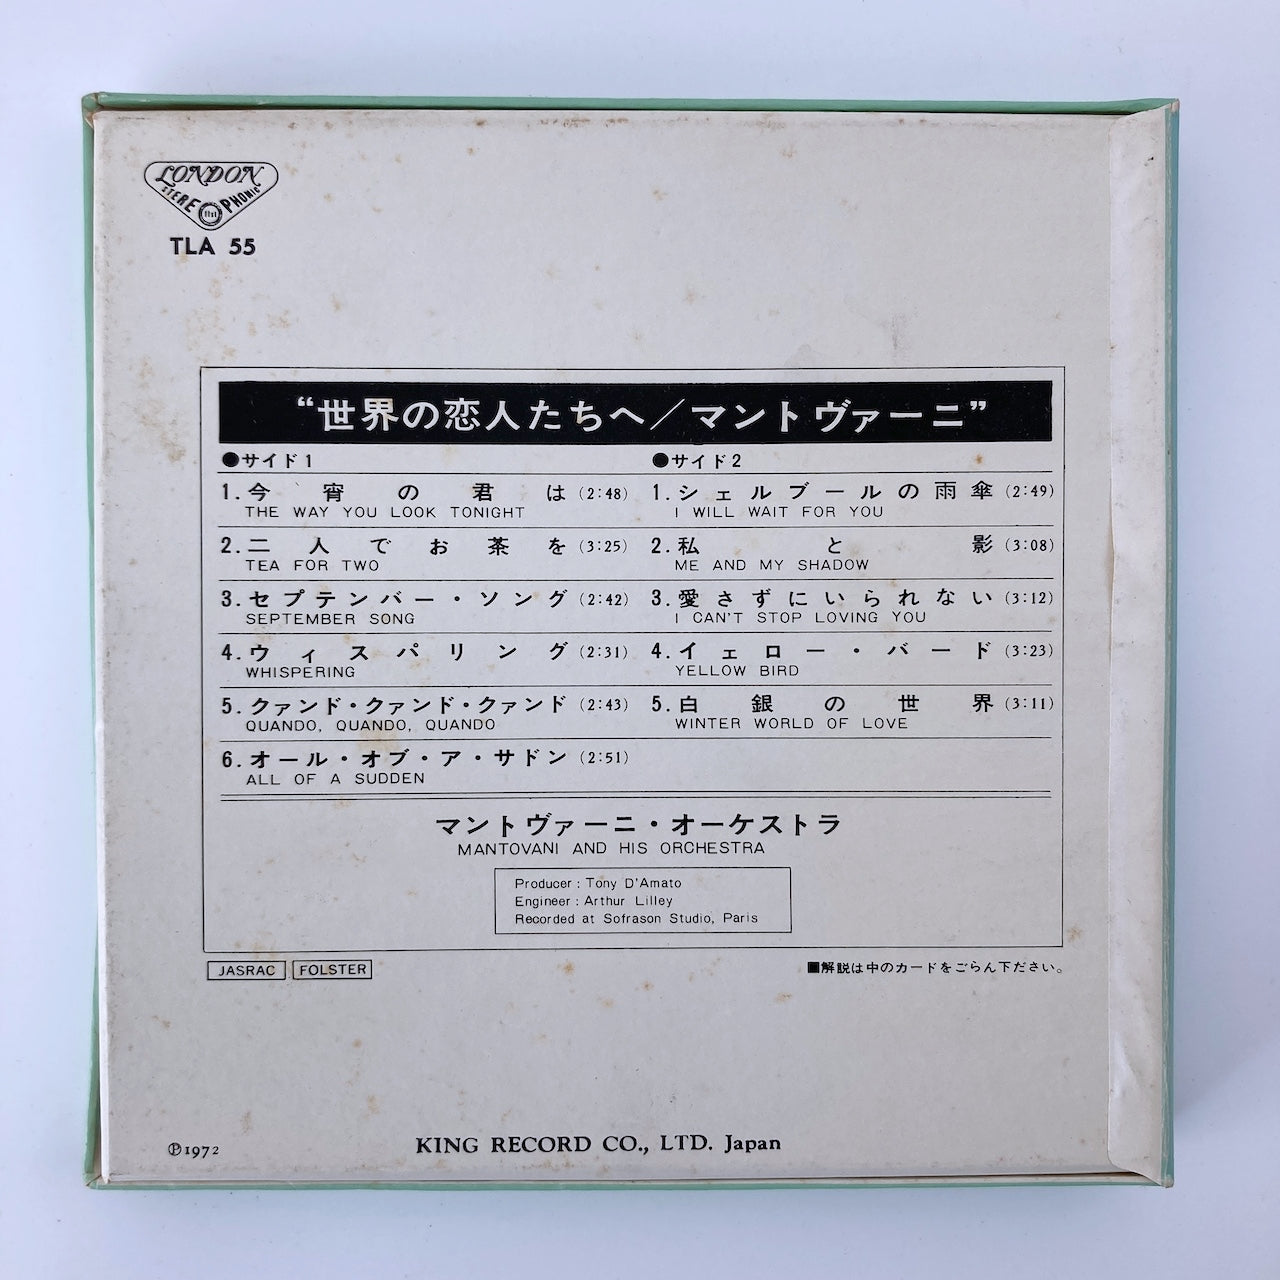 LONDON
STEREOPHONIC
ffss
TLA 55
“世界の恋人たちへ／マントヴァーニ”
●サイド1
1. 今宵の君は (2:48)
THE WAY YOU LOOK TONIGHT
2. 二人でお茶を (3:25)
TEA FOR TWO
3. セプテンバー・ソング (2:42)
SEPTEMBER SONG
4. ウィスパリング (2:31)
WHISPERING
5. クァンド・クァンド・クァンド (2:43)
QUANDO, QUANDO, QUANDO
6. オール・オブ・ア・サドン (2:51)
ALL OF A SUDDEN
●サイド2
1. シェルブールの雨傘 (2:49)
I WILL WAIT FOR YOU
2. 私と影 (3:08)
ME AND MY SHADOW
3. 愛さずにいられない (3:12)
I CAN'T STOP LOVING YOU
4. イェロー・バード (3:23)
YELLOW BIRD
5. 白銀の世界 (3:11)
WINTER WORLD OF LOVE
マントヴァーニ・オーケストラ
MANTOVANI AND HIS ORCHESTRA
Producer : Tony D'Amato
Engineer : Arthur Lilley
Recorded at Sofrason Studio, Paris
JASRAC FOLSTER
■解説は中のカードをごらん下ださい。
℗1972
KING RECORD CO., LTD. Japan